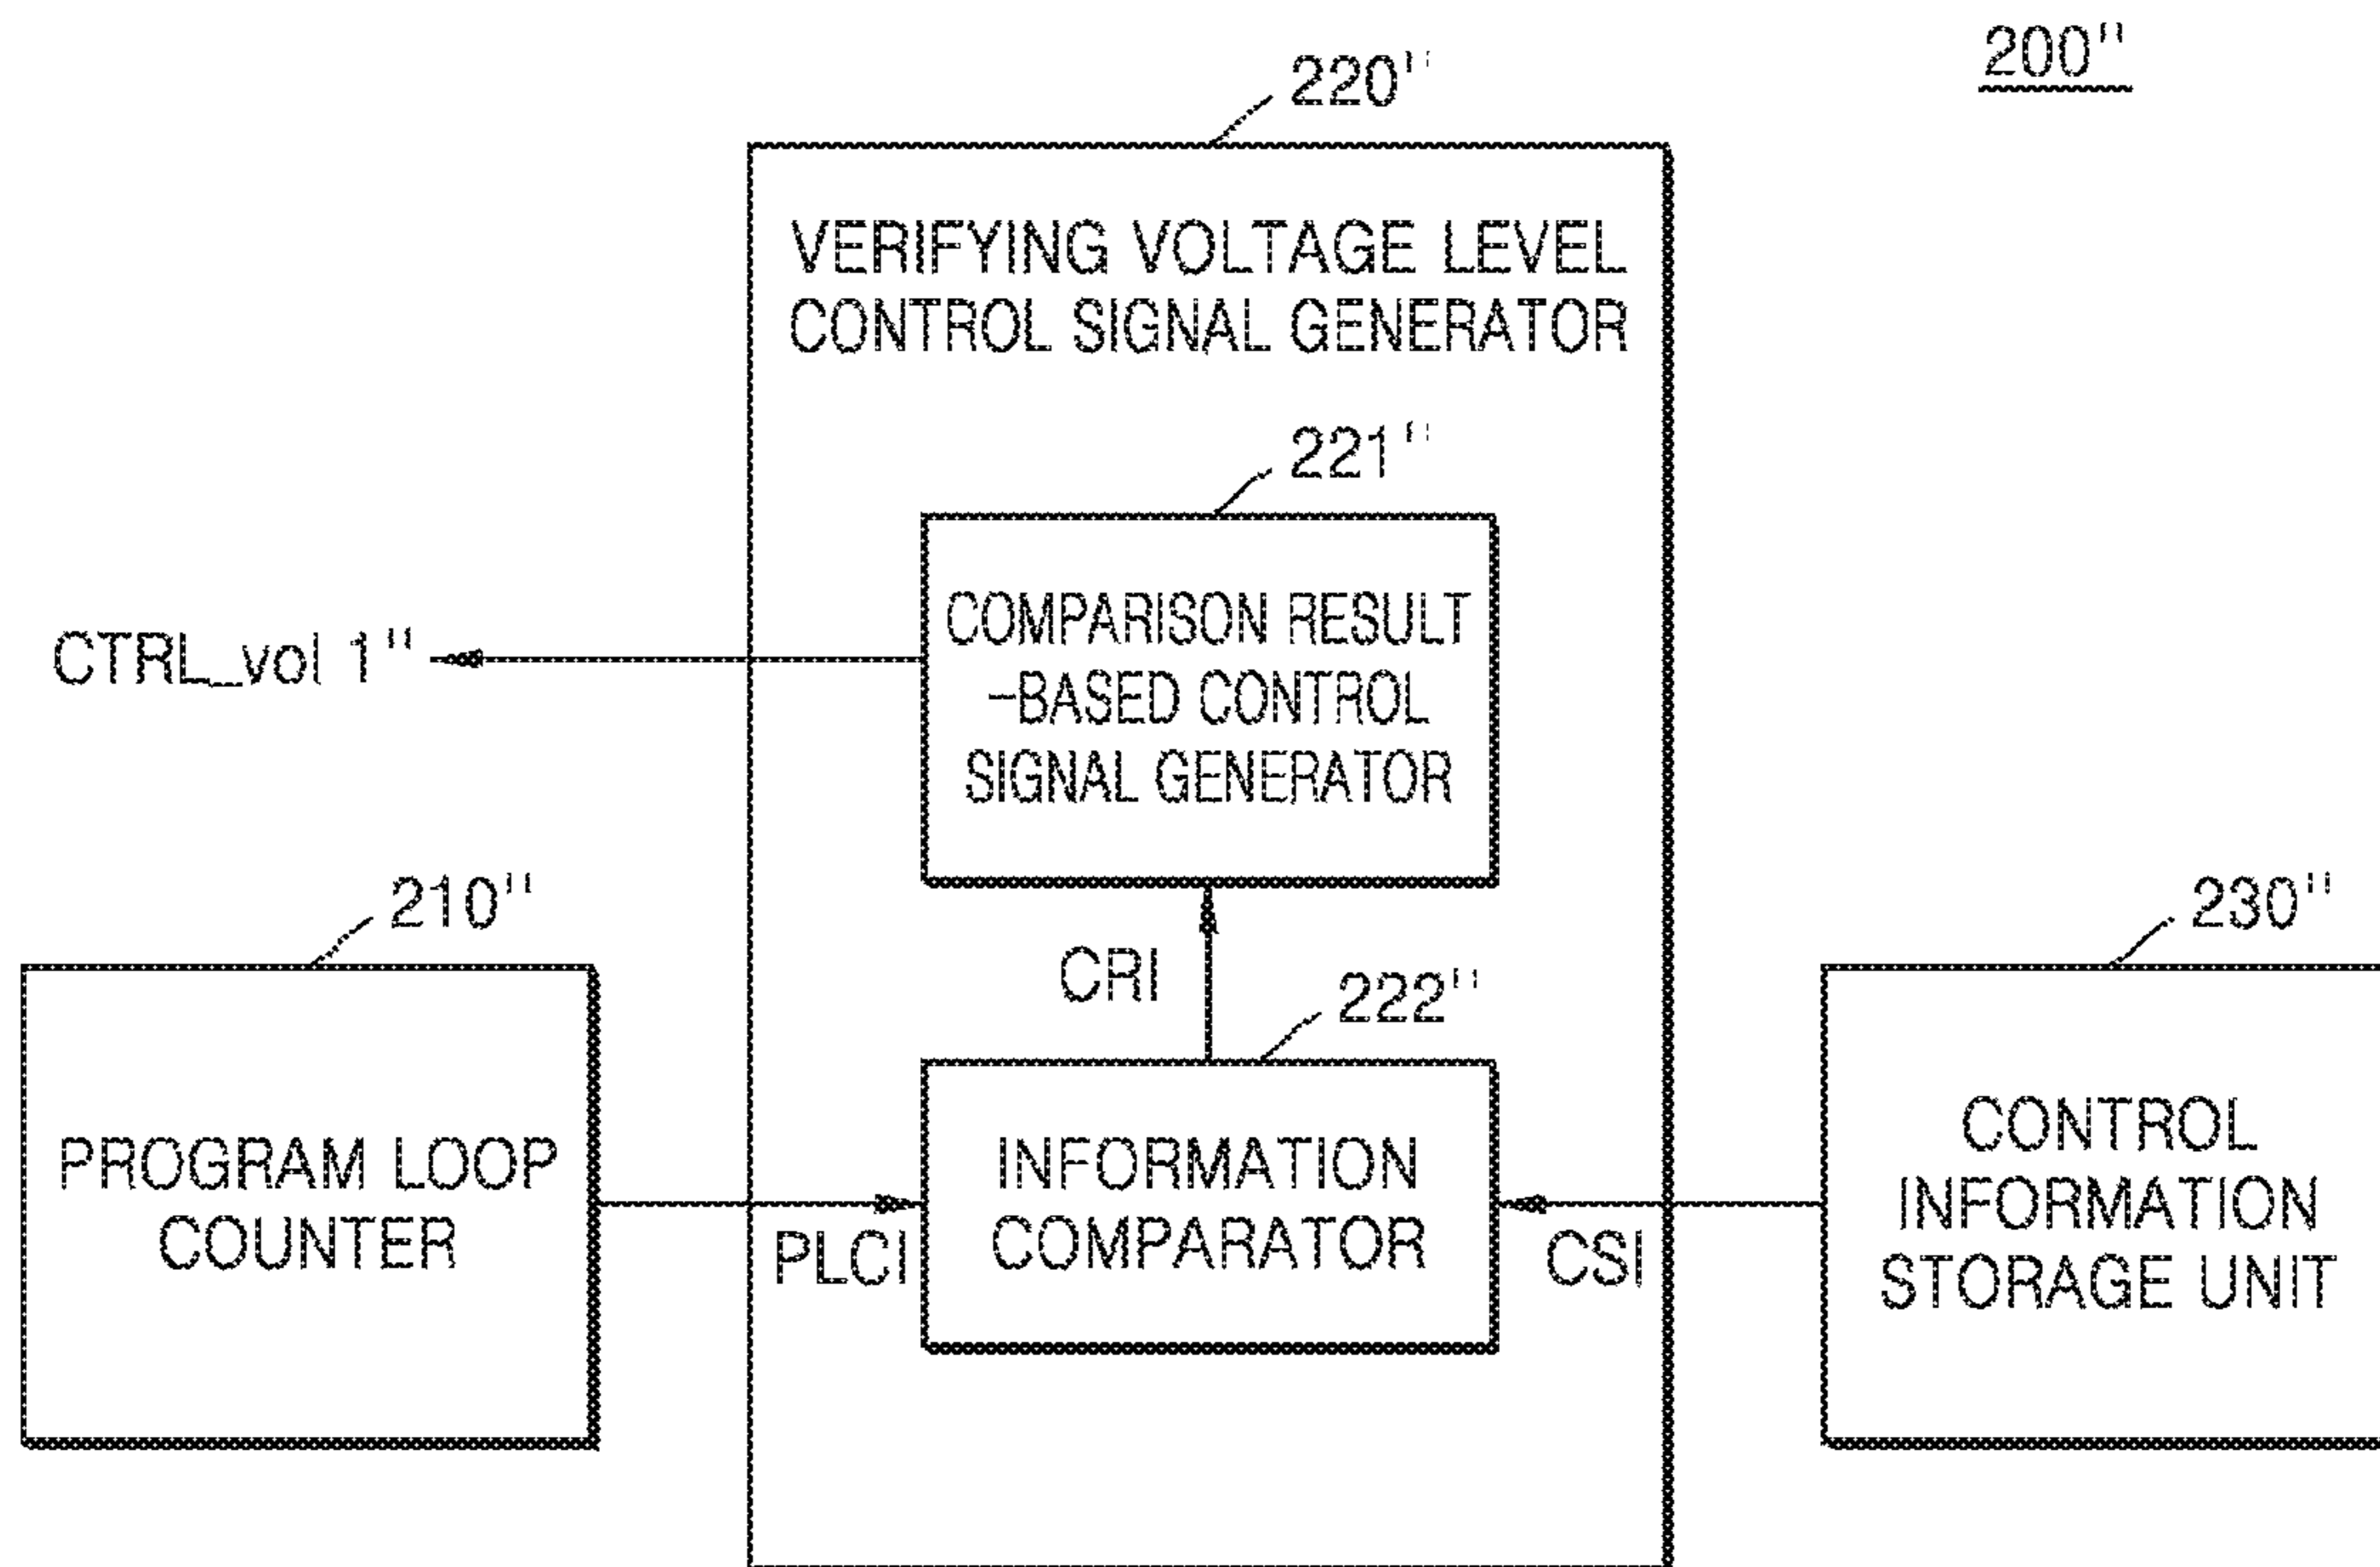 200"
220"
VERIFYING VOLTAGE LEVEL
CONTROL SIGNAL GENERATOR
221"
COMPARISON RESULT
-BASED CONTROL
SIGNAL GENERATOR
CTRL_vol 1"
210"
230"
CRI
222"
PROGRAM LOOP
COUNTER
PLCI
INFORMATION
COMPARATOR
CSI
CONTROL
INFORMATION
STORAGE UNIT